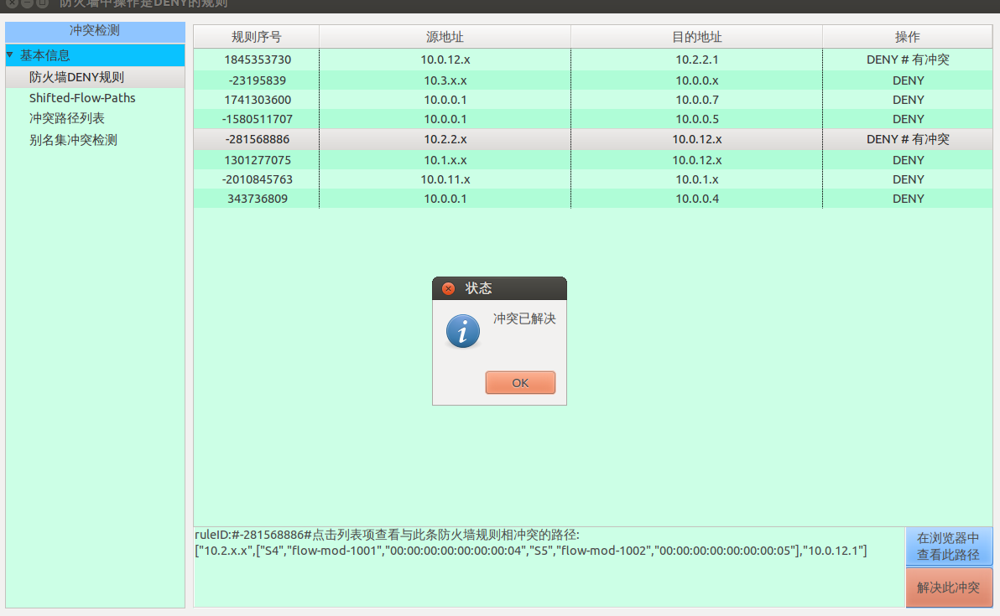 防火墙中操作是DENY的规则
冲突检测
基本信息
防火墙DENY规则
Shifted-Flow-Paths
冲突路径列表
别名集冲突检测
规则序号 源地址 目的地址 操作
1845353730 10.0.12.x 10.2.2.1 DENY # 有冲突
-23195839 10.3.x.x 10.0.0.x DENY
1741303600 10.0.0.1 10.0.0.7 DENY
-1580511707 10.0.0.1 10.0.0.5 DENY
-281568886 10.2.2.x 10.0.12.x DENY # 有冲突
1301277075 10.1.x.x 10.0.12.x DENY
-2010845763 10.0.11.x 10.0.1.x DENY
343736809 10.0.0.1 10.0.0.4 DENY
状态
冲突已解决
OK
ruleID:#-281568886#点击列表项查看与此条防火墙规则相冲突的路径:
["10.2.x.x",["S4","flow-mod-1001","00:00:00:00:00:00:00:04","S5","flow-mod-1002","00:00:00:00:00:00:00:05"],"10.0.12.1"]
在浏览器中
查看此路径
解决此冲突